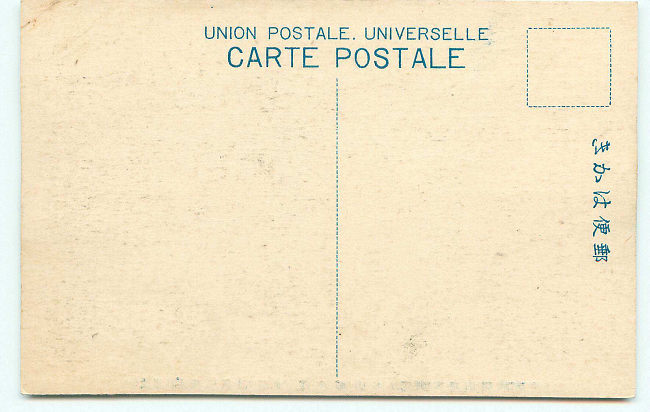 UNION POSTALE. UNIVERSELLE
CARTE POSTALE
郵便はかき